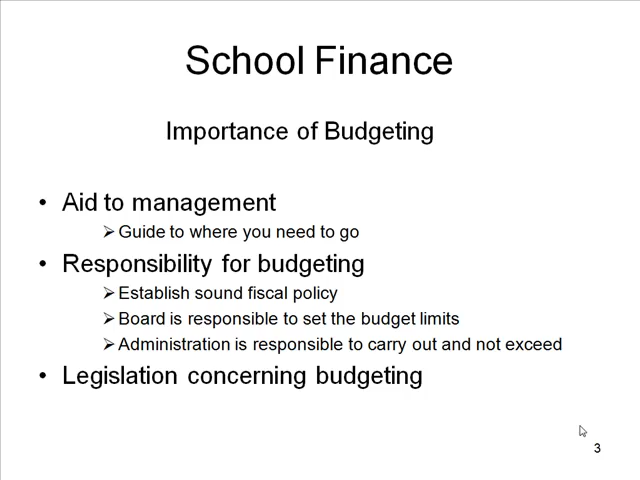 School Finance
Importance of Budgeting
• Aid to management
➢ Guide to where you need to go
• Responsibility for budgeting
➢ Establish sound fiscal policy
➢ Board is responsible to set the budget limits
➢ Administration is responsible to carry out and not exceed
• Legislation concerning budgeting
3